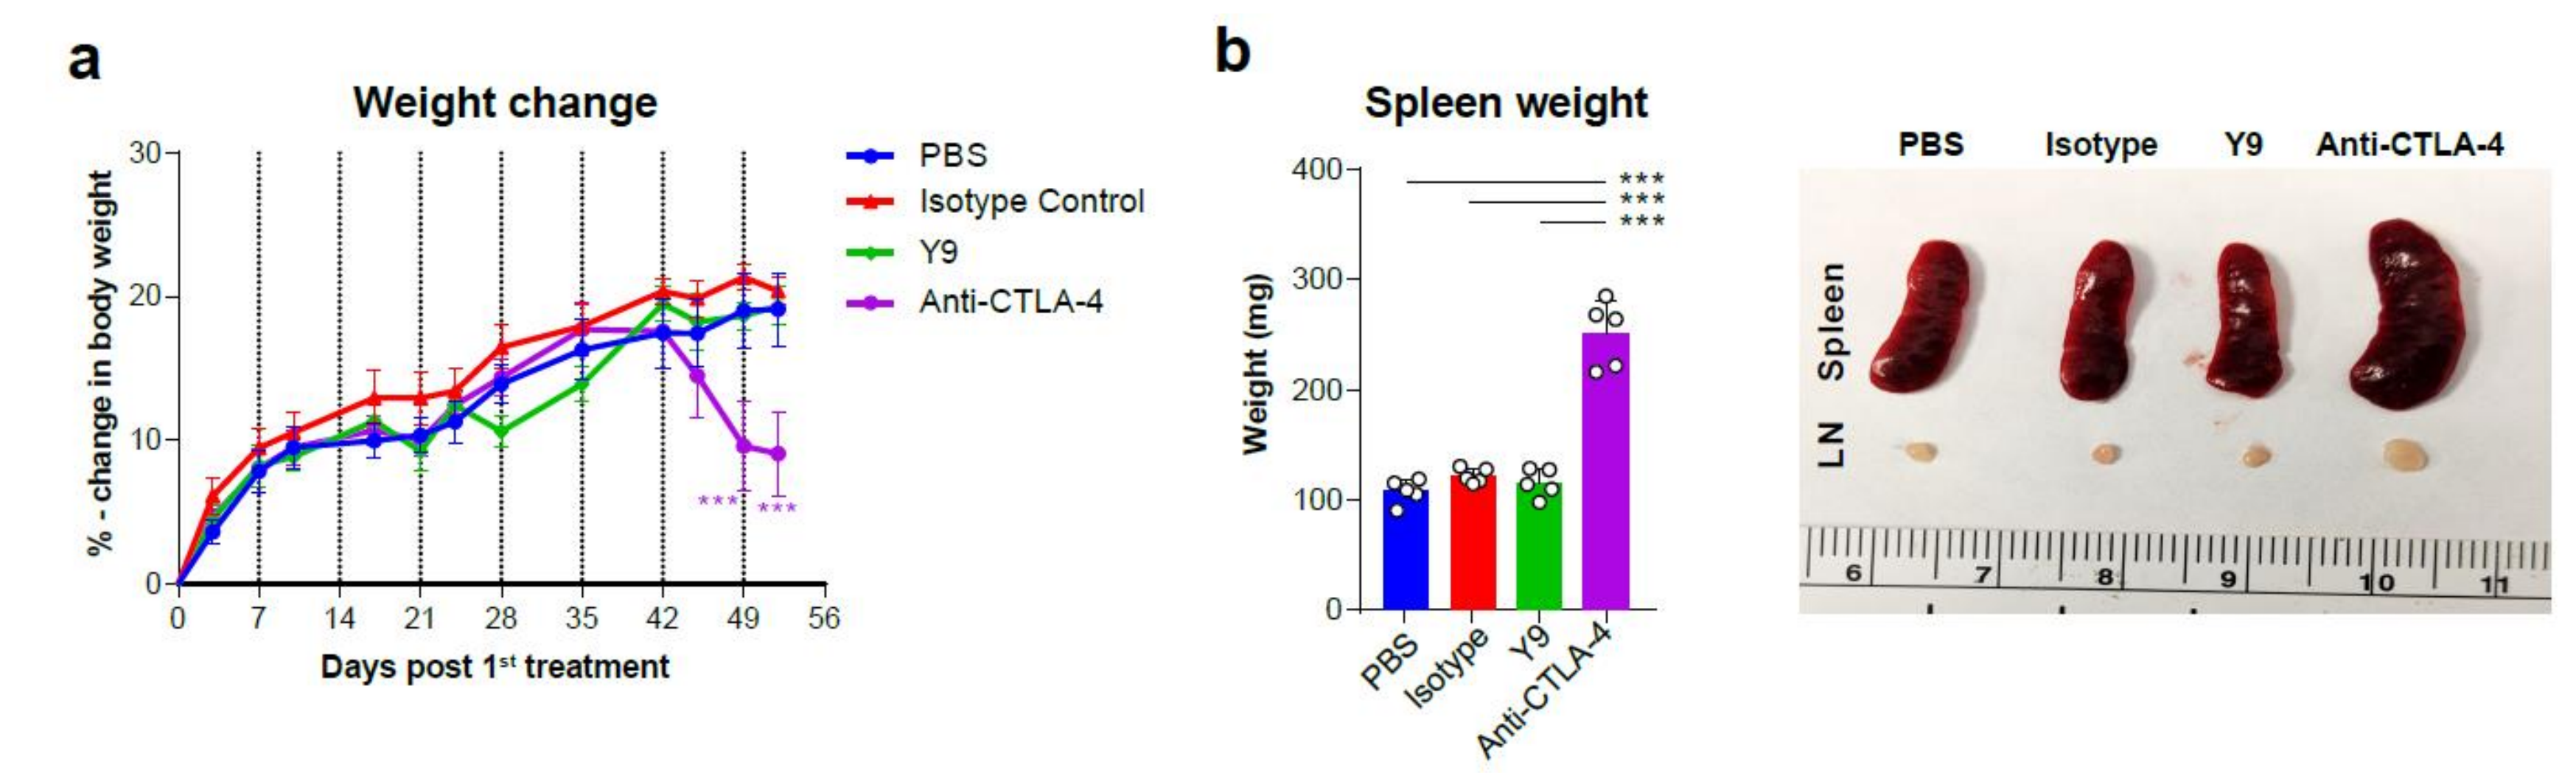 a
Weight change
% - change in body weight
30
20
10
0
0 7 14 21 28 35 42 49 56
Days post 1st treatment
*** ***
PBS
Isotype Control
Y9
Anti-CTLA-4
b
Spleen weight
Weight (mg)
400
300
200
100
0
***
***
***
PBS
Isotype
Y9
Anti-CTLA-4
PBS Isotype Y9 Anti-CTLA-4
Spleen
LN
6 7 8 9 10 11